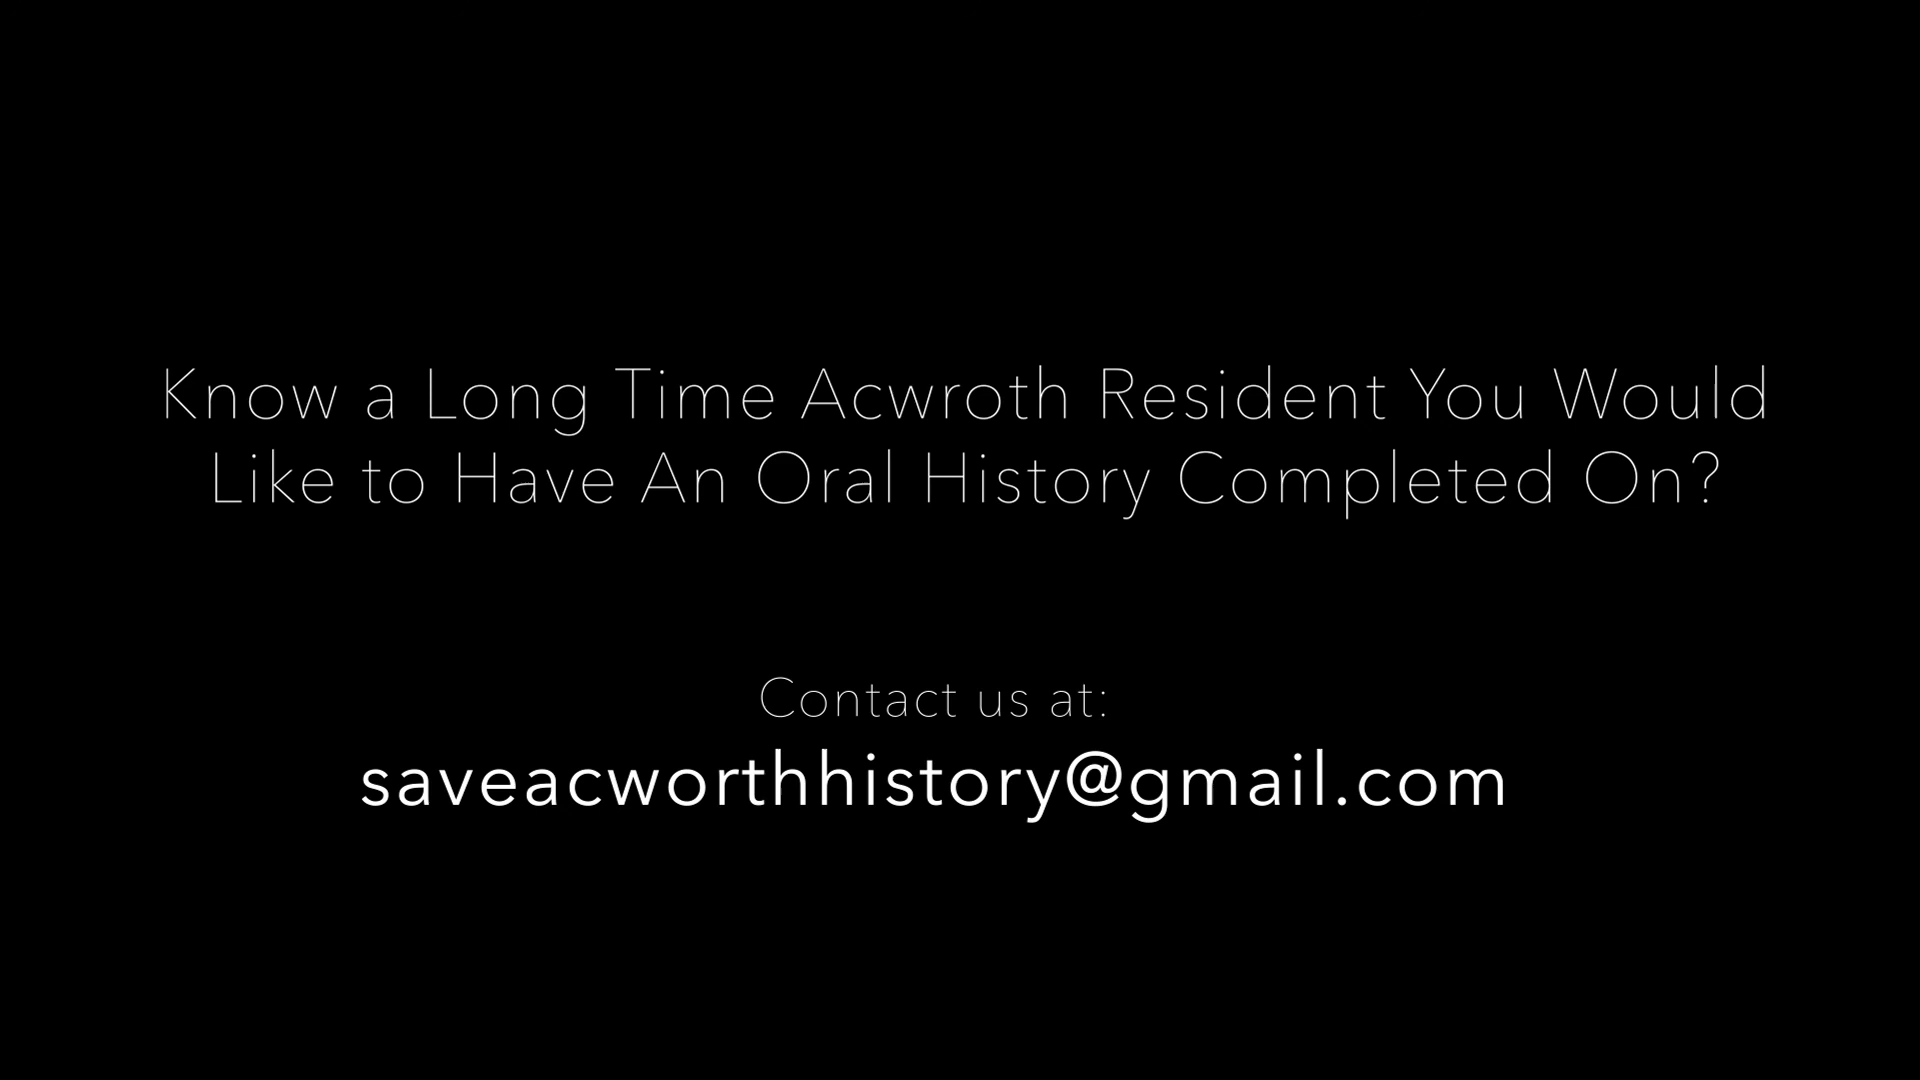 Know a Long Time Acwroth Resident You Would
Like to Have An Oral History Completed On?
Contact us at:
saveacworthhistory@gmail.com